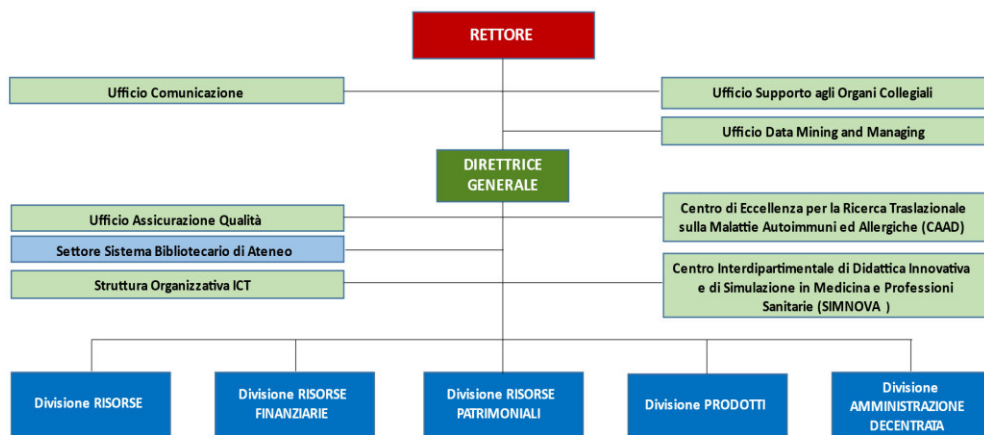 RETTORE
Ufficio Comunicazione
Ufficio Supporto agli Organi Collegiali
Ufficio Data Mining and Managing
DIRETTRICE
GENERALE
Ufficio Assicurazione Qualità
Centro di Eccellenza per la Ricerca Traslazionale
sulla Malattie Autoimmuni ed Allergiche (CAAD)
Settore Sistema Bibliotecario di Ateneo
Struttura Organizzativa ICT
Centro Interdipartimentale di Didattica Innovativa
e di Simulazione in Medicina e Professioni
Sanitarie (SIMNOVA )
Divisione RISORSE
Divisione RISORSE
FINANZIARIE
Divisione RISORSE
PATRIMONIALI
Divisione PRODOTTI
Divisione
AMMINISTRAZIONE
DECENTRATA